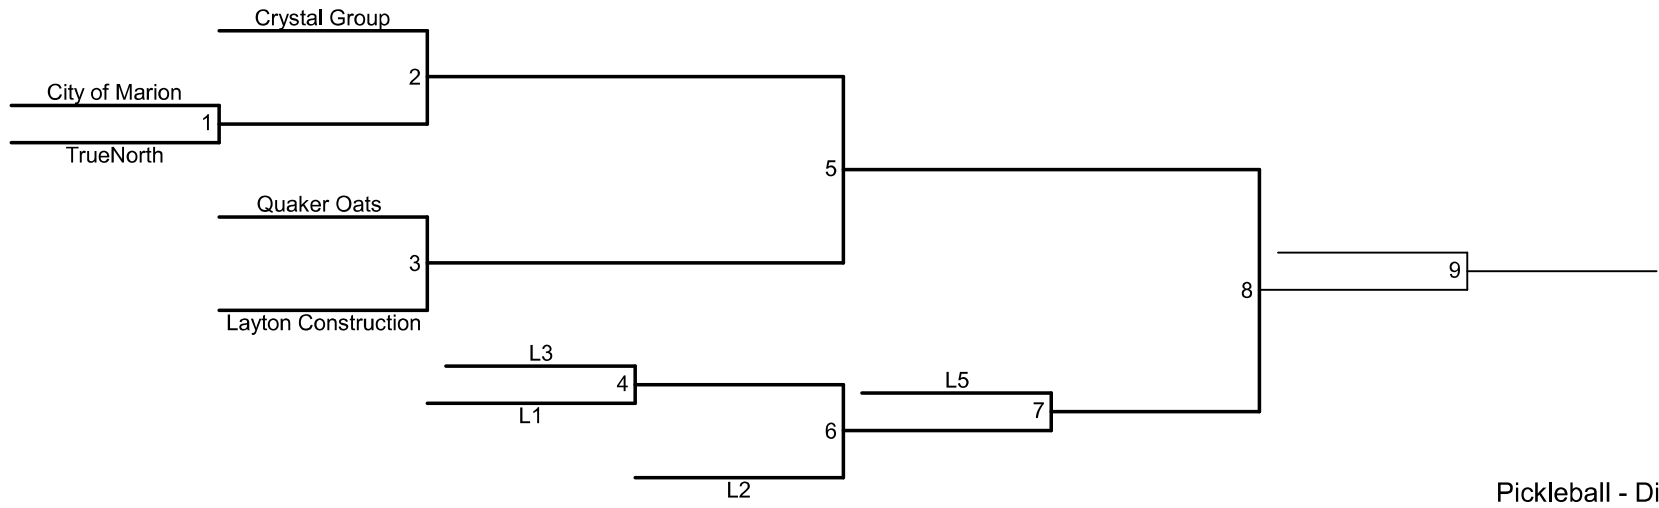 Crystal Group
2
City of Marion
1
TrueNorth
5
Quaker Oats
3
9
8
Layton Construction
L3
4
L5
L1
7
6
L2
Pickleball - Di